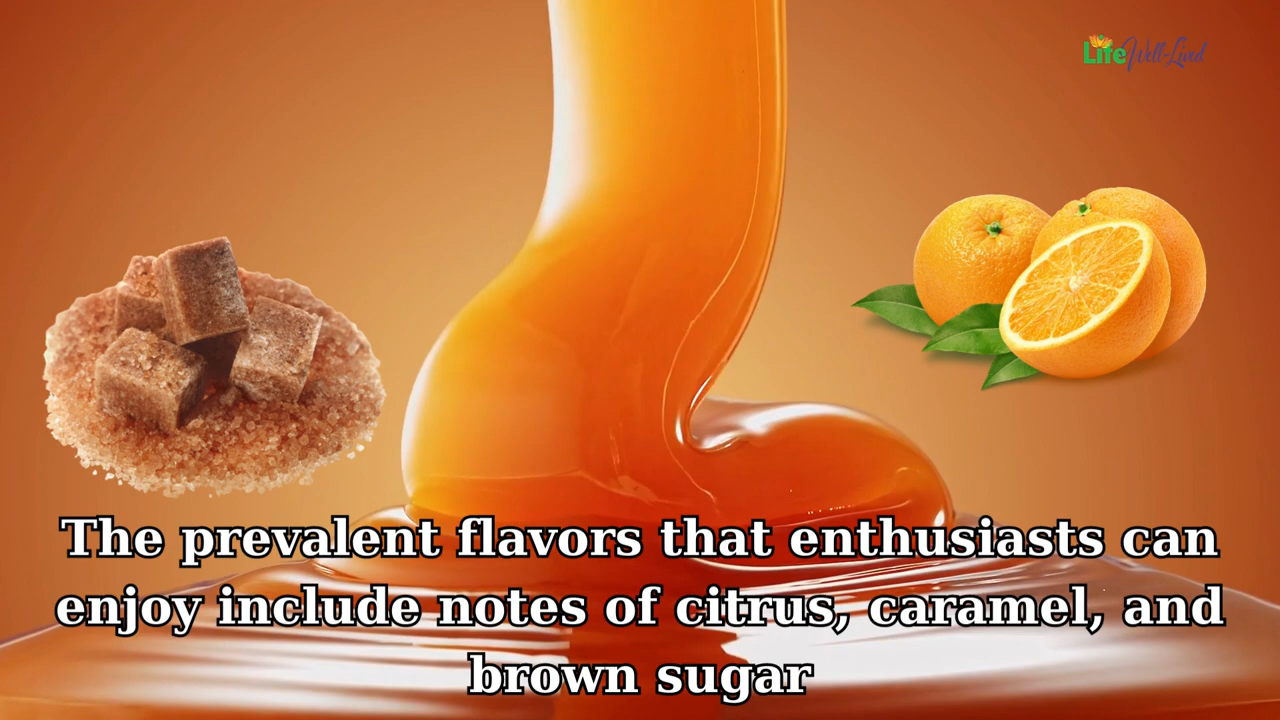 Life Well-Lived
The prevalent flavors that enthusiasts can
enjoy include notes of citrus, caramel, and
brown sugar